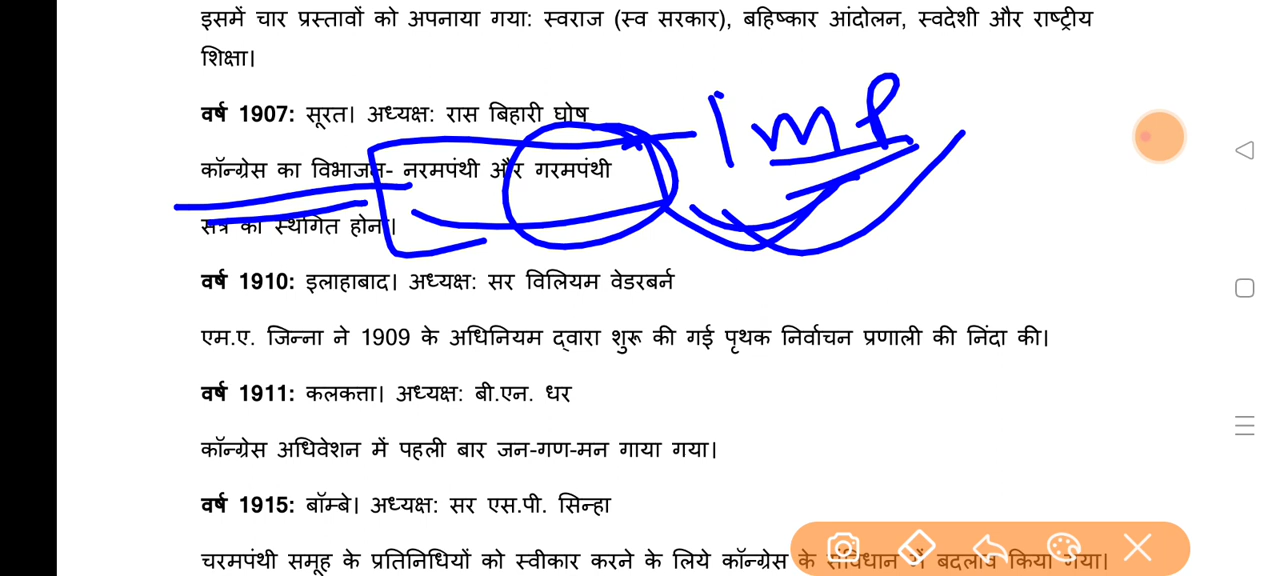 इसमें चार प्रस्तावों को अपनाया गया: स्वराज (स्व सरकार), बहिष्कार आंदोलन, स्वदेशी और राष्ट्रीय
शिक्षा।
वर्ष 1907: सूरत। अध्यक्ष: रास बिहारी घोष
imp
कॉन्ग्रेस का विभाजन- नरमपंथी और गरमपंथी
सत्र का स्थगित होना।
वर्ष 1910: इलाहाबाद। अध्यक्ष: सर विलियम वेडरबर्न
एम.ए. जिन्ना ने 1909 के अधिनियम द्वारा शुरू की गई पृथक निर्वाचन प्रणाली की निंदा की।
वर्ष 1911: कलकत्ता। अध्यक्ष: बी.एन. धर
कॉन्ग्रेस अधिवेशन में पहली बार जन-गण-मन गाया गया।
वर्ष 1915: बॉम्बे। अध्यक्ष: सर एस.पी. सिन्हा
चरमपंथी समूह के प्रतिनिधियों को स्वीकार करने के लिये कॉन्ग्रेस के संविधान में बदलाव किया गया।